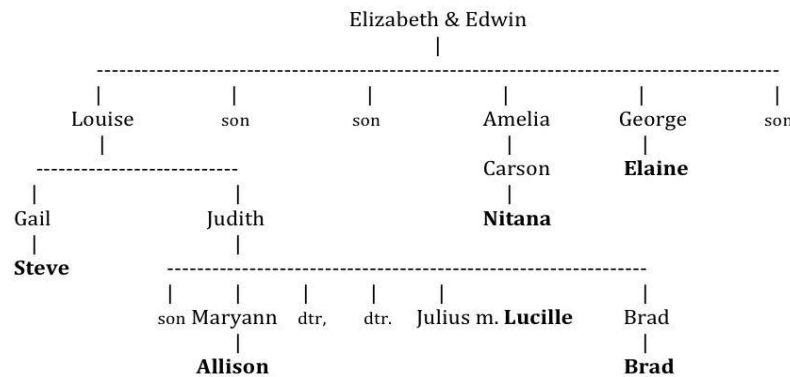 Elizabeth & Edwin
Louise son son Amelia George son
Carson Elaine
Gail Judith Nitana
Steve
son Maryann dtr, dtr. Julius m. Lucille Brad
Allison Brad